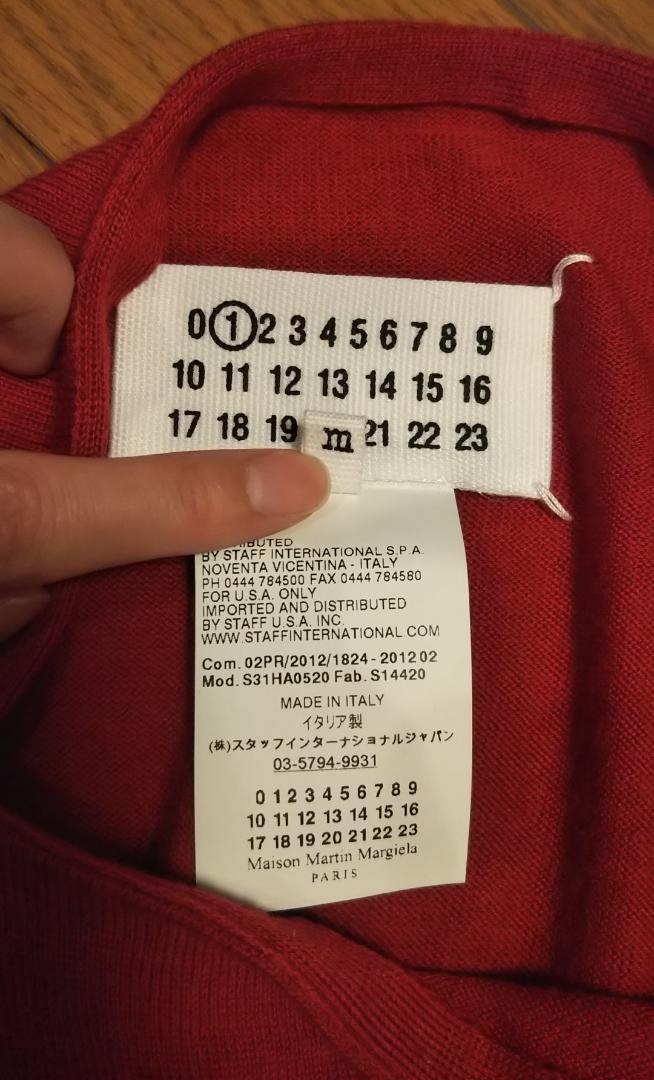 0 1 2 3 4 5 6 7 8 9
10 11 12 13 14 15 16
17 18 19 m 21 22 23
BY STAFF INTERNATIONAL S.P.A.
NOVENTA VICENTINA - ITALY
PH 0444 784500 FAX 0444 784580
FOR U.S.A. ONLY
IMPORTED AND DISTRIBUTED
BY STAFF U.S.A. INC.
WWW.STAFFINTERNATIONAL.COM
Com. 02PR/2012/1824 - 2012 02
Mod. S31HA0520 Fab. S14420
MADE IN ITALY
イタリア製
(株)スタッフインターナショナルジャパン
03-5794-9931
0 1 2 3 4 5 6 7 8 9
10 11 12 13 14 15 16
17 18 19 20 21 22 23
Maison Martin Margiela
PARIS